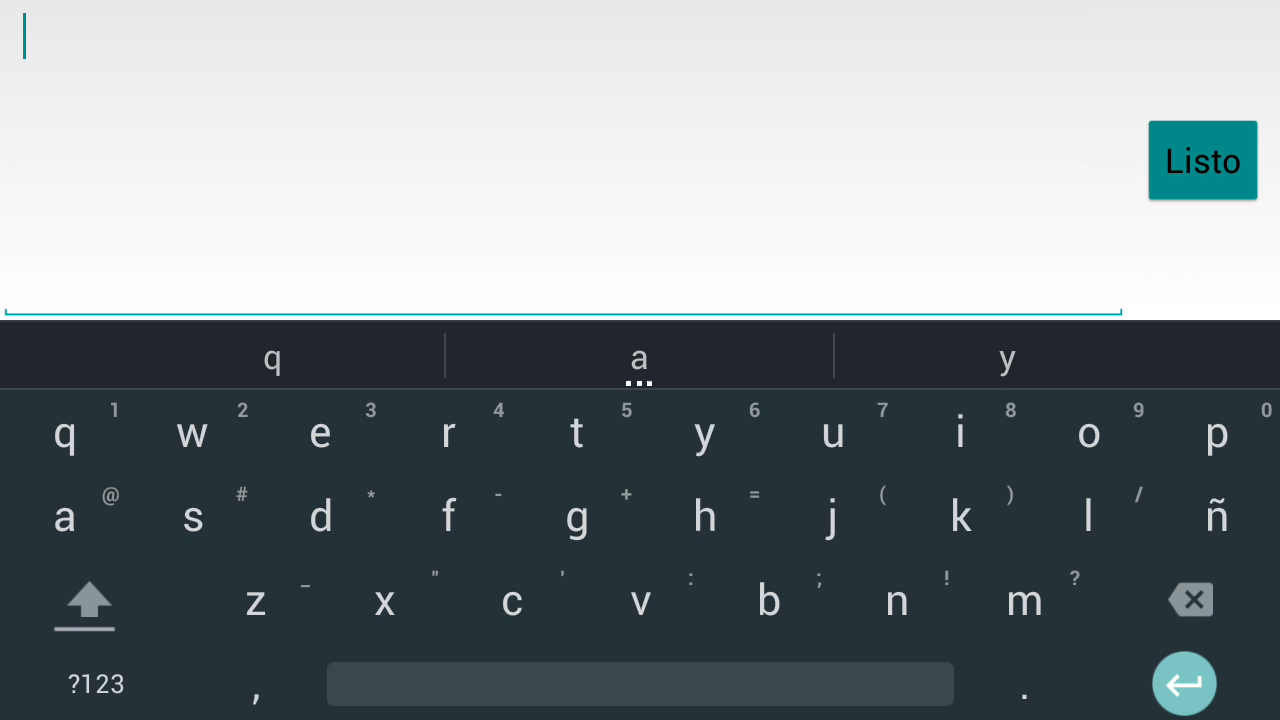 Listo
q a y
q 1 w 2 e 3 r 4 t 5 y 6 u 7 i 8 o 9 p 0
a @ s # d * f - g + h = j ( k ) l / ñ
z _ x " c ' v : b ; n ! m ?
?123 , .